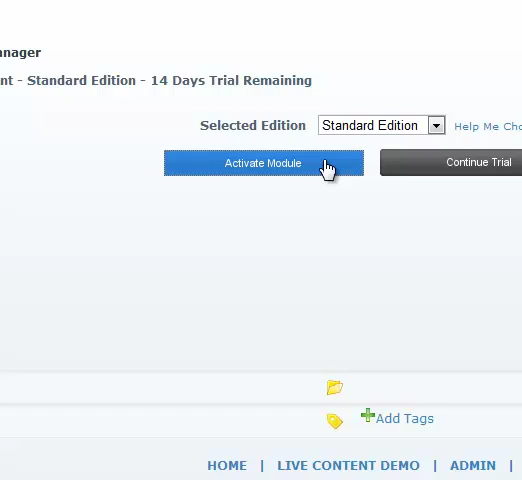 nager
nt - Standard Edition - 14 Days Trial Remaining
Selected Edition Standard Edition Help Me Cho
Activate Module Continue Trial
Add Tags
HOME | LIVE CONTENT DEMO | ADMIN |